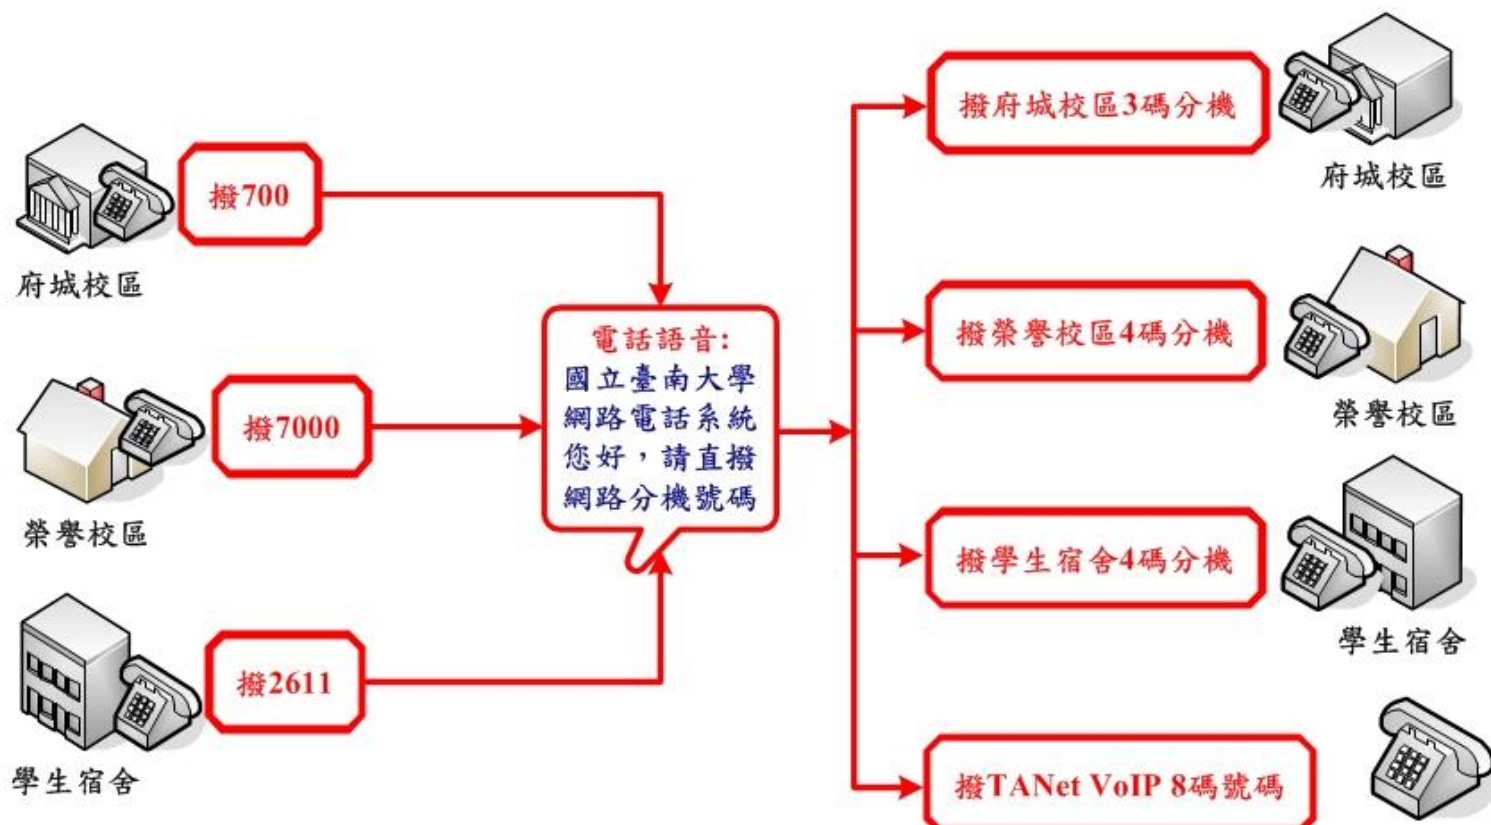 撥700
府城校區
撥7000
榮譽校區
撥2611
學生宿舍
電話語音:
國立臺南大學
網路電話系統
您好，請直撥
網路分機號碼
撥府城校區3碼分機
府城校區
撥榮譽校區4碼分機
榮譽校區
撥學生宿舍4碼分機
學生宿舍
撥TANet VoIP 8碼號碼